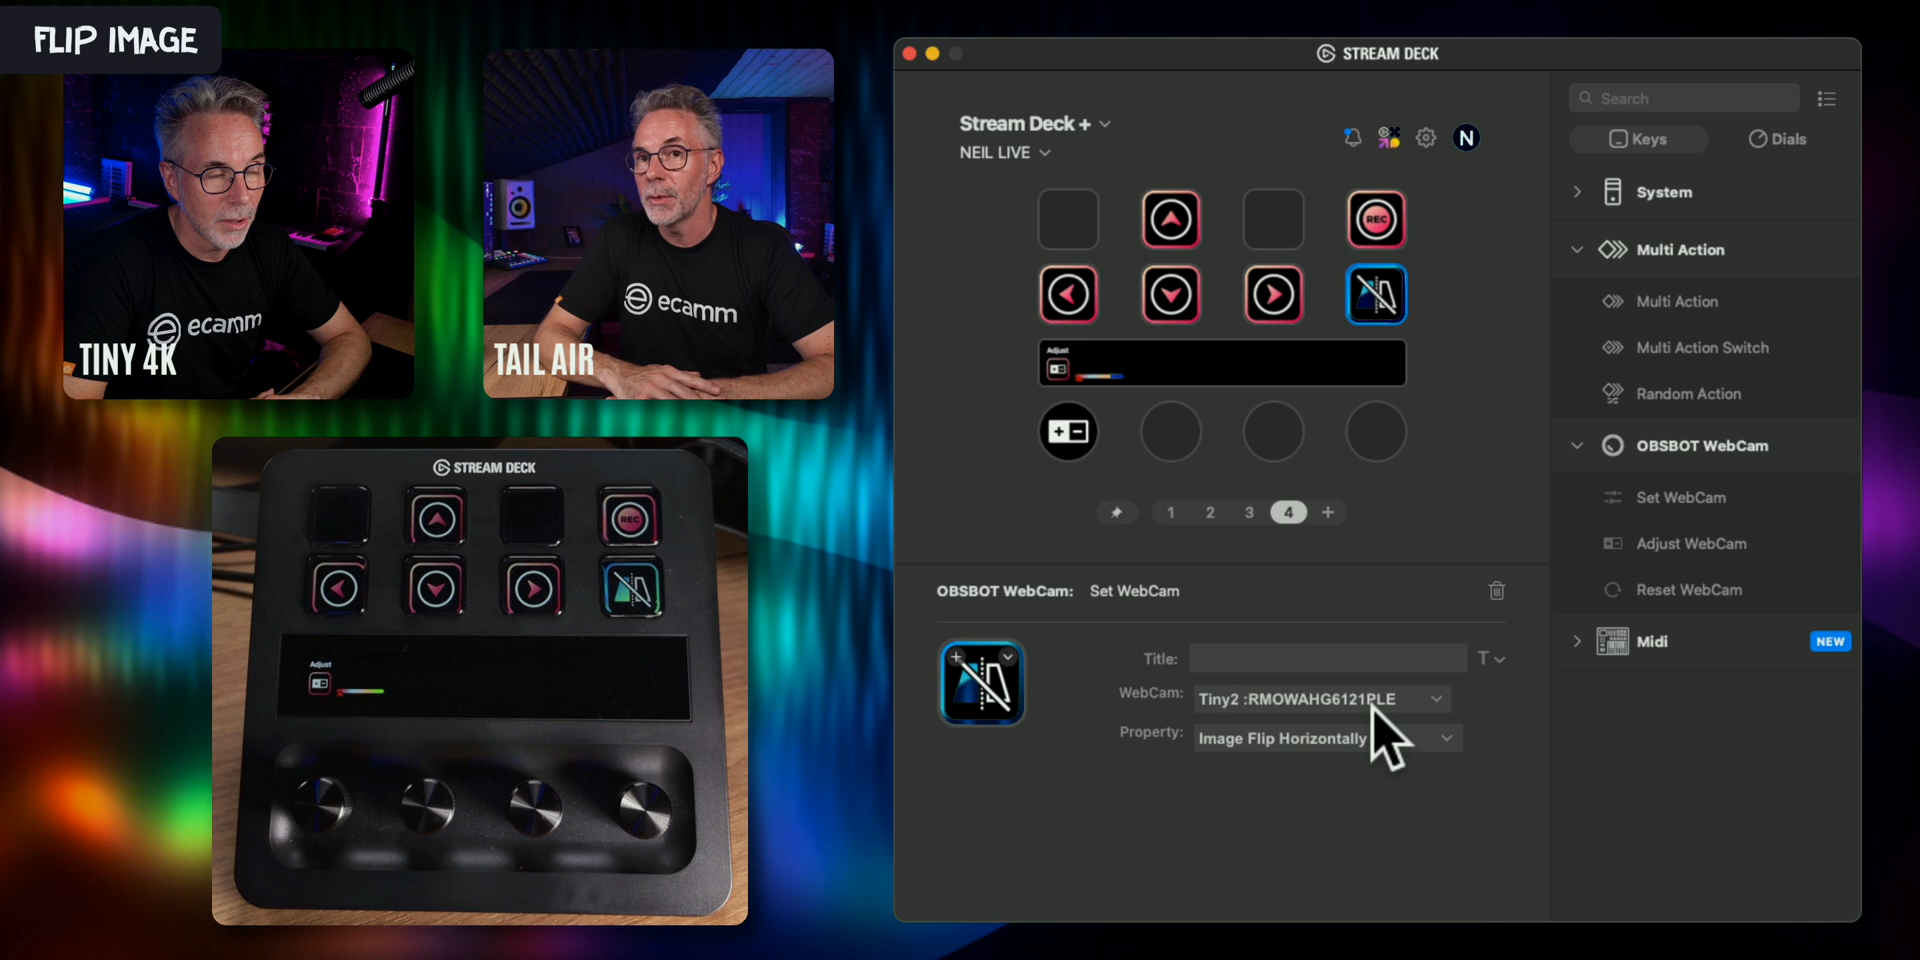 FLIP IMAGE
ecamm
TINY 4K
ecamm
TAIL AIR
STREAM DECK
REC
Adjust
STREAM DECK
Stream Deck +
NEIL LIVE
N
REC
Adjust
1 2 3 4 +
OBSBOT WebCam: Set WebCam
Title:
T
WebCam: Tiny2 :RMOWAHG6121PLE
Property: Image Flip Horizontally
Search
Keys Dials
System
Multi Action
Multi Action
Multi Action Switch
Random Action
OBSBOT WebCam
Set WebCam
Adjust WebCam
Reset WebCam
Midi NEW